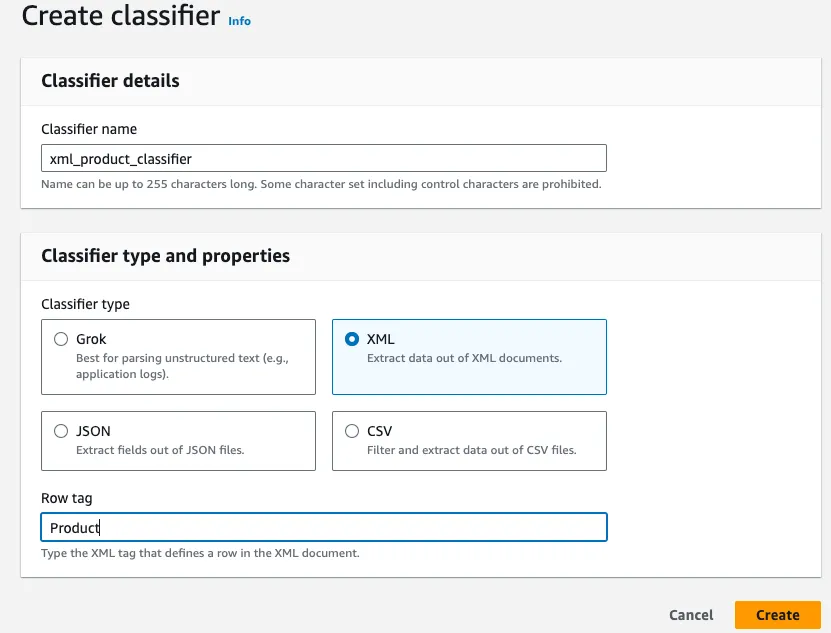 Create classifier Info
Classifier details
Classifier name
xml_product_classifier
Name can be up to 255 characters long. Some character set including control characters are prohibited.
Classifier type and properties
Classifier type
Grok
Best for parsing unstructured text (e.g.,
application logs).
XML
Extract data out of XML documents.
JSON
Extract fields out of JSON files.
CSV
Filter and extract data out of CSV files.
Row tag
Product
Type the XML tag that defines a row in the XML document.
Cancel
Create